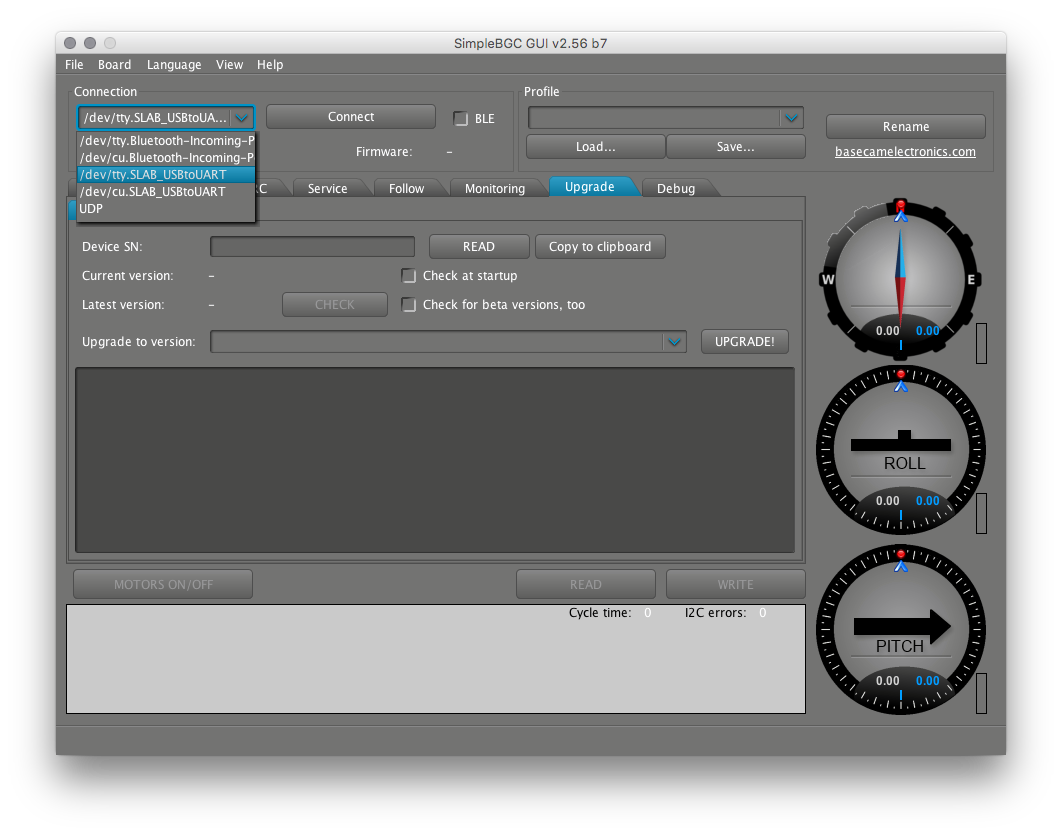 SimpleBGC GUI v2.56 b7
File Board Language View Help
Connection
Profile
/dev/tty.SLAB_USBtoUA...
Connect
BLE
Rename
/dev/tty.Bluetooth-Incoming-P
/dev/cu.Bluetooth-Incoming-P
/dev/tty.SLAB_USBtoUART
/dev/cu.SLAB_USBtoUART
UDP
Firmware: –
Load...
Save...
basecamelectronics.com
RC Service Follow Monitoring Upgrade Debug
Device SN:
READ
Copy to clipboard
Current version: –
Check at startup
Latest version: –
CHECK
Check for beta versions, too
Upgrade to version:
UPGRADE!
W E
0.00 0.00
ROLL
0.00 0.00
PITCH
0.00 0.00
MOTORS ON/OFF
READ
WRITE
Cycle time: 0 I2C errors: 0